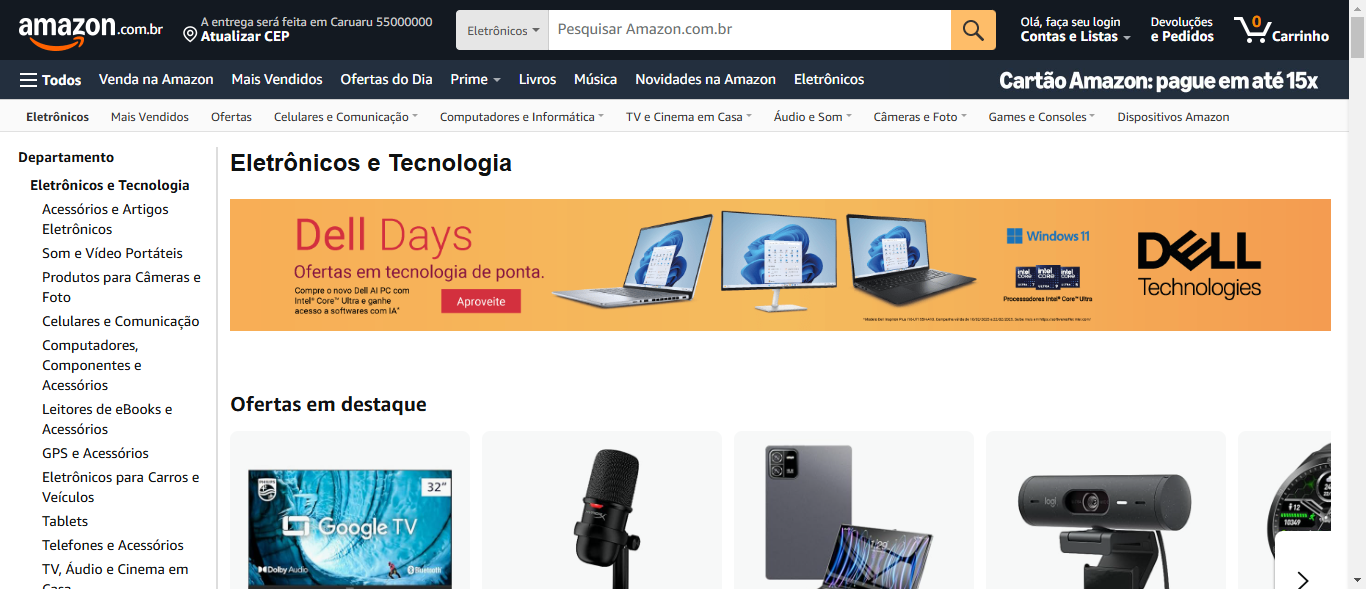 amazon.com.br
A entrega será feita em Caruaru 55000000
Atualizar CEP
Eletrônicos
Pesquisar Amazon.com.br
Olá, faça seu login
Contas e Listas
Devoluções
e Pedidos
0
Carrinho
Todos
Venda na Amazon
Mais Vendidos
Ofertas do Dia
Prime
Livros
Música
Novidades na Amazon
Eletrônicos
Cartão Amazon: pague em até 15x
Eletrônicos
Mais Vendidos
Ofertas
Celulares e Comunicação
Computadores e Informática
TV e Cinema em Casa
Áudio e Som
Câmeras e Foto
Games e Consoles
Dispositivos Amazon
Departamento
Eletrônicos e Tecnologia
Acessórios e Artigos
Eletrônicos
Som e Vídeo Portáteis
Produtos para Câmeras e
Foto
Celulares e Comunicação
Computadores,
Componentes e
Acessórios
Leitores de eBooks e
Acessórios
GPS e Acessórios
Eletrônicos para Carros e
Veículos
Tablets
Telefones e Acessórios
TV, Áudio e Cinema em
Casa
Eletrônicos e Tecnologia
Dell Days
Ofertas em tecnologia de ponta.
Compre o novo Dell AI PC com
Intel® Core™ Ultra e ganhe
acesso a softwares com IA*
Aproveite
Windows 11
Processadores Intel® Core™ Ultra
DELL
Technologies
Ofertas em destaque
PHILIPS
32"
Google TV
Dolby Audio
Bluetooth
logi
12
10349